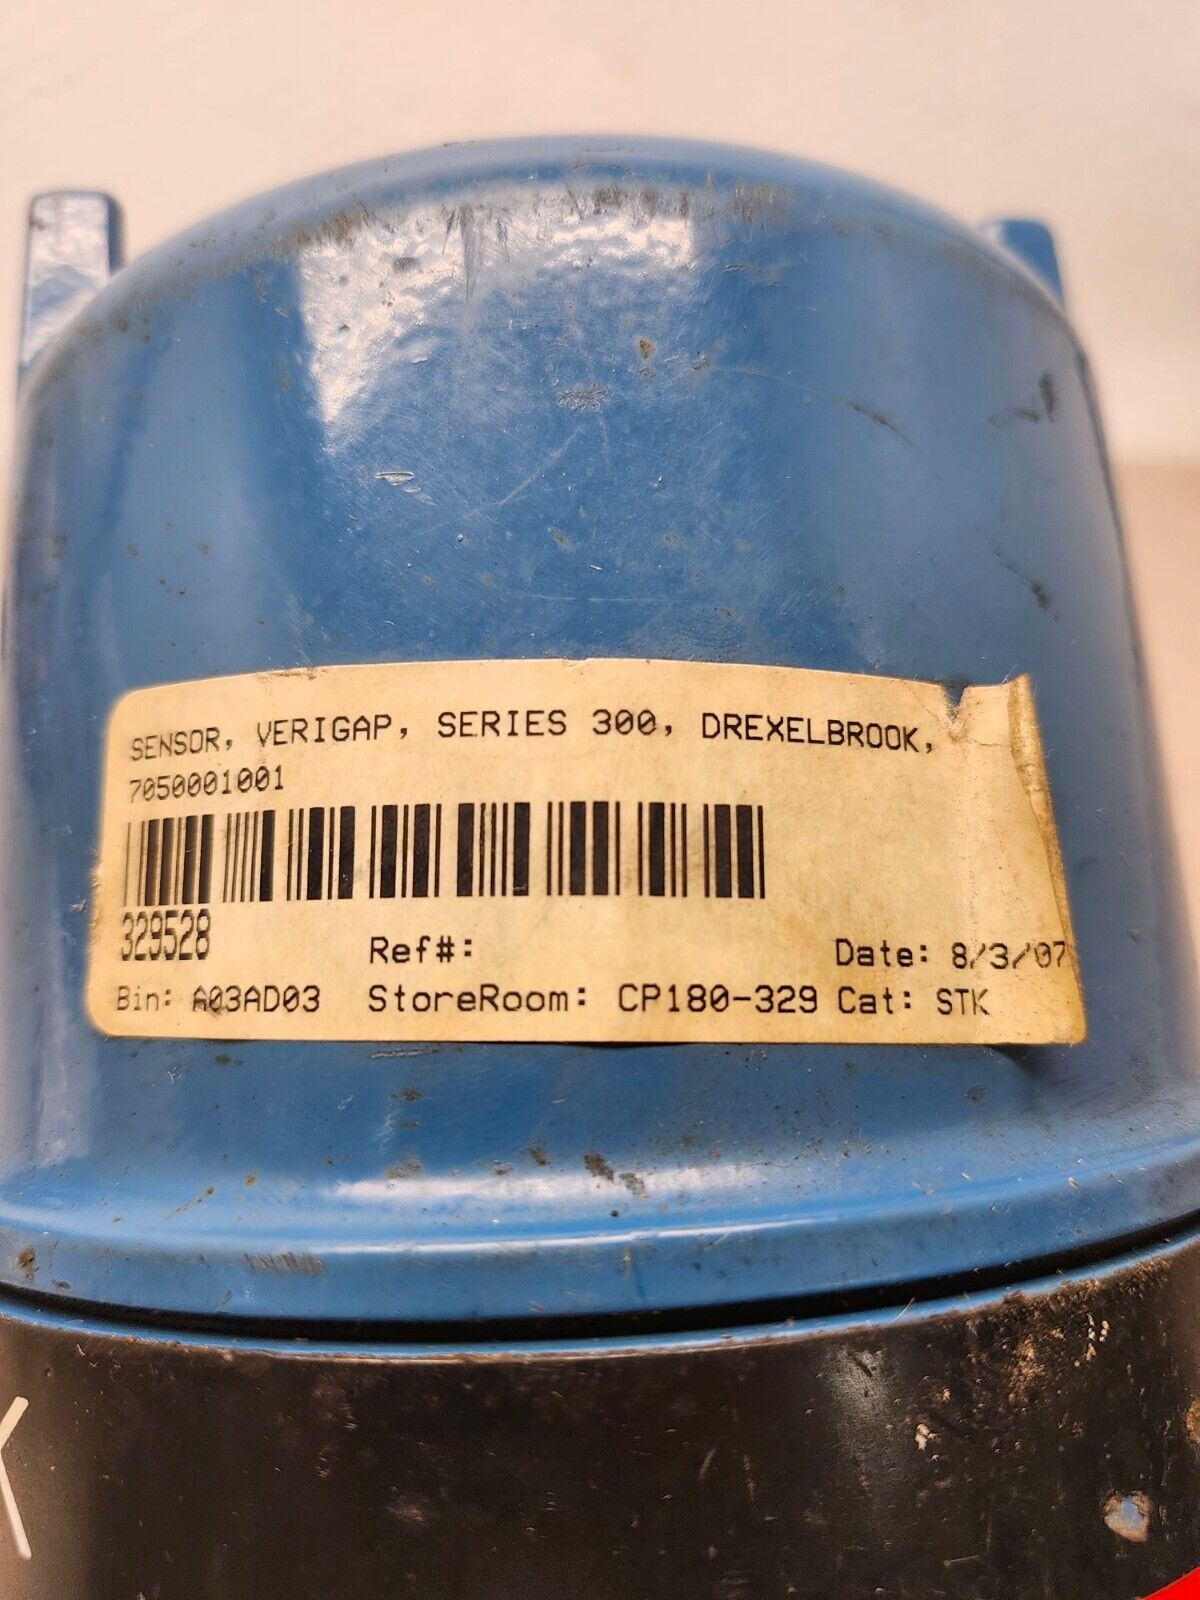 SENSOR, VERIGAP, SERIES 300, DREXELBROOK,
7050001001
329528
Ref#:
Date: 8/3/07
Bin: A03AD03 StoreRoom: CP180-329 Cat: STK